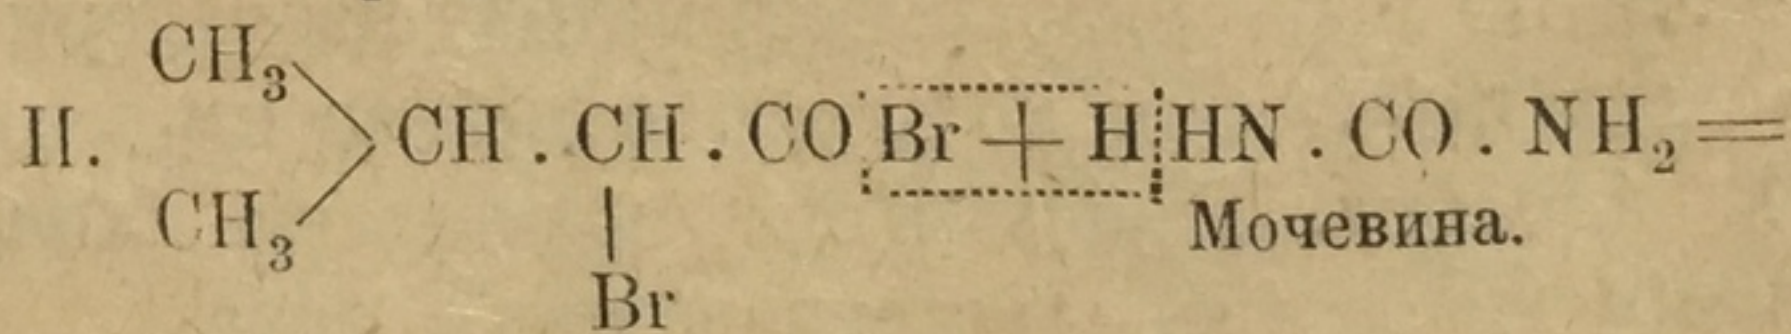 CH₃
II. CH . CH . CO Br + H HN . CO . NH₂ =
CH₃
Мочевина.
Br